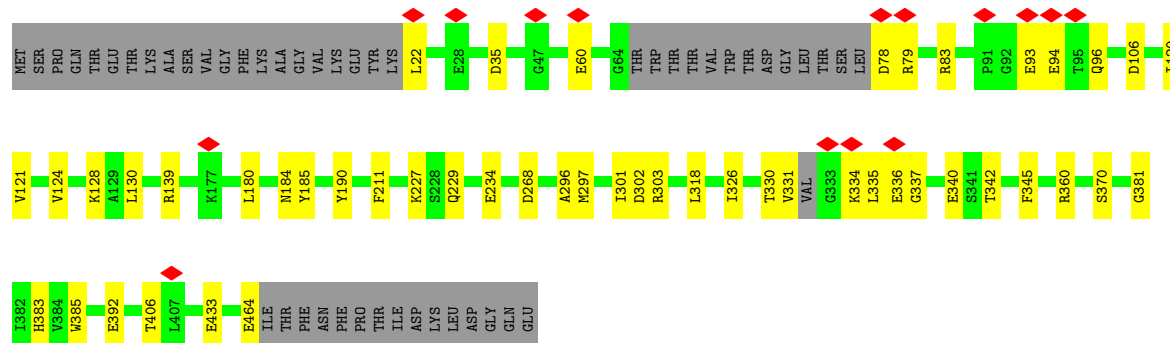 MET SER PRO GLN THR GLU THR LYS ALA SER VAL GLY PHE LYS ALA GLY VAL LYS GLU TYR LYS L22 E28 D35 G47 E60 G64 THR TRP THR THR VAL TRP THR ASP GLY LEU THR SER LEU D78 R79 R83 P91 G92 E93 E94 T95 Q96 D106
V121 V124 K128 A129 L130 R139 K177 L180 N184 Y185 Y190 F211 K227 S228 Q229 E234 D268 A296 M297 I301 D302 R303 L318 I326 T330 V331 VAL G333 K334 L335 E336 G337 E340 S341 T342 F345 R360 S370 G381
I382 H383 V384 W385 E392 T406 L407 E433 E464 ILE THR PHE ASN PHE PRO THR ILE ASP LYS LEU ASP GLY GLN GLU